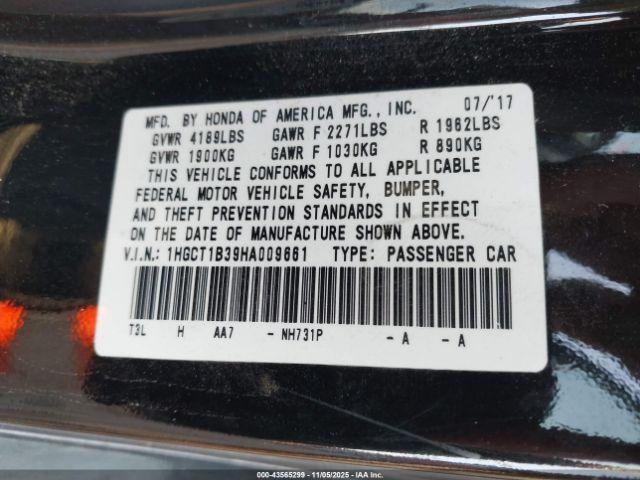 MFD. BY HONDA OF AMERICA MFG., INC. 07/'17
GVWR 4189LBS GAWR F 2271LBS R 1962LBS
GVWR 1900KG GAWR F 1030KG R 890KG
THIS VEHICLE CONFORMS TO ALL APPLICABLE
FEDERAL MOTOR VEHICLE SAFETY, BUMPER,
AND THEFT PREVENTION STANDARDS IN EFFECT
ON THE DATE OF MANUFACTURE SHOWN ABOVE.
V.I.N.: 1HGCT1B39HA009661 TYPE: PASSENGER CAR
T3L H AA7 - NH731P - A - A
000-43565299 - 11/05/2025 - IAA Inc.